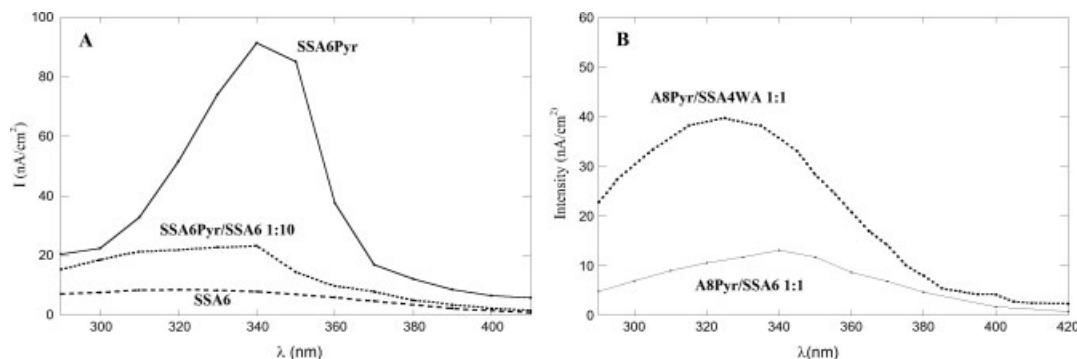 A
SSA6Pyr
SSA6Pyr/SSA6 1:10
SSA6
I (nA/cm²)
100
80
60
40
20
0
300
320
340
360
380
400
λ (nm)
B
A8Pyr/SSA4WA 1:1
A8Pyr/SSA6 1:1
Intensity (nA/cm²)
60
50
40
30
20
10
0
300
320
340
360
380
400
420
λ(nm)